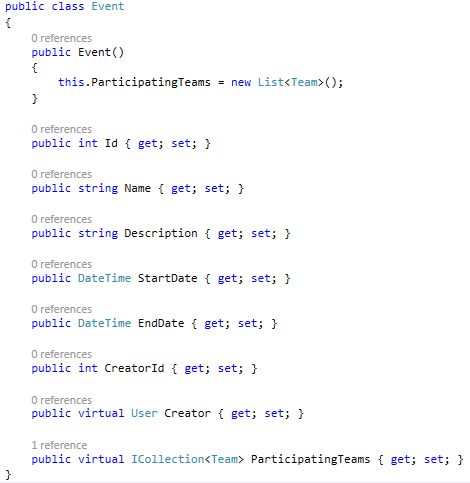 public class Event
{
0 references
public Event()
{
this.ParticipatingTeams = new List<Team>();
}
0 references
public int Id { get; set; }
0 references
public string Name { get; set; }
0 references
public string Description { get; set; }
0 references
public DateTime StartDate { get; set; }
0 references
public DateTime EndDate { get; set; }
0 references
public int CreatorId { get; set; }
0 references
public virtual User Creator { get; set; }
1 reference
public virtual ICollection<Team> ParticipatingTeams { get; set; }
}